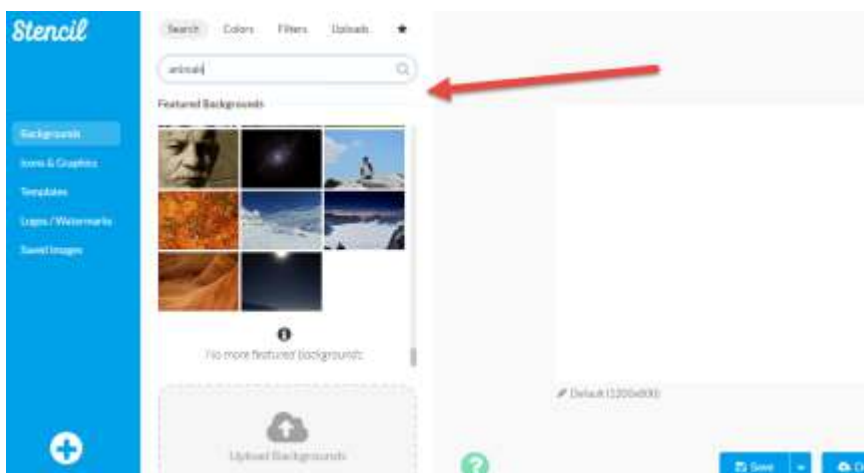 Stencil
Search Colors Filters Uploads
animals
Featured Backgrounds
Backgrounds
Icons & Graphics
Templates
Logos / Watermarks
Saved Images
No more featured backgrounds
Upload Backgrounds
Default (1200x600)
?
Save